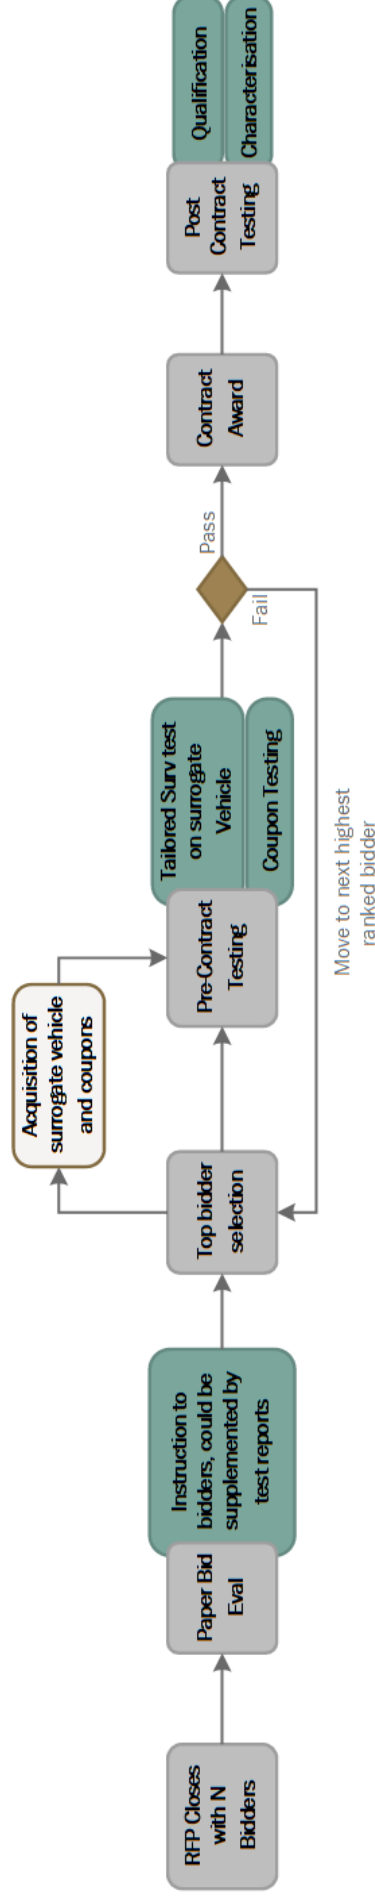 RFP Closes
with N
Bidders
Paper Bid
Eval
Instruction to
bidders, could be
supplemented by
test reports
Top bidder
selection
Acquisition of
surrogate vehicle
and coupons
Pre-Contract
Testing
Tailored Surv test
on surrogate
Vehicle
Coupon Testing
Pass
Fail
Move to next highest
ranked bidder
Contract
Award
Post
Contract
Testing
Qualification
Characterisation